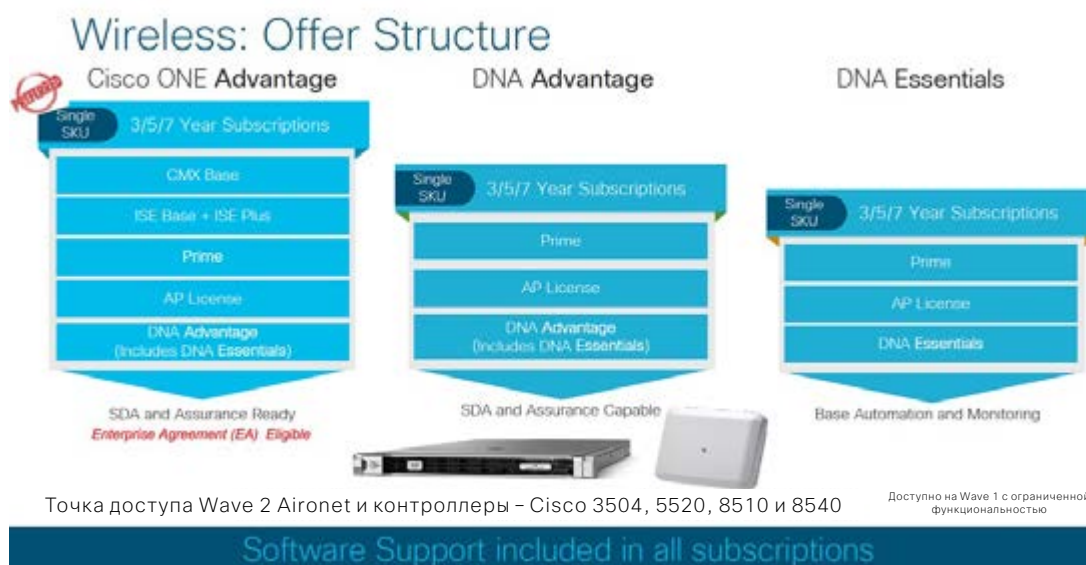 Wireless: Offer Structure
Cisco ONE Advantage
PREFERRED
Single
SKU
3/5/7 Year Subscriptions
CMX Base
ISE Base + ISE Plus
Prime
AP License
DNA Advantage
(Includes DNA Essentials)
SDA and Assurance Ready
Enterprise Agreement (EA) Eligible
DNA Advantage
Single
SKU
3/5/7 Year Subscriptions
Prime
AP License
DNA Advantage
(Includes DNA Essentials)
SDA and Assurance Capable
DNA Essentials
Single
SKU
3/5/7 Year Subscriptions
Prime
AP License
DNA Essentials
Base Automation and Monitoring
Точка доступа Wave 2 Aironet и контроллеры – Cisco 3504, 5520, 8510 и 8540
Доступно на Wave 1 с ограниченной
функциональностью
Software Support included in all subscriptions